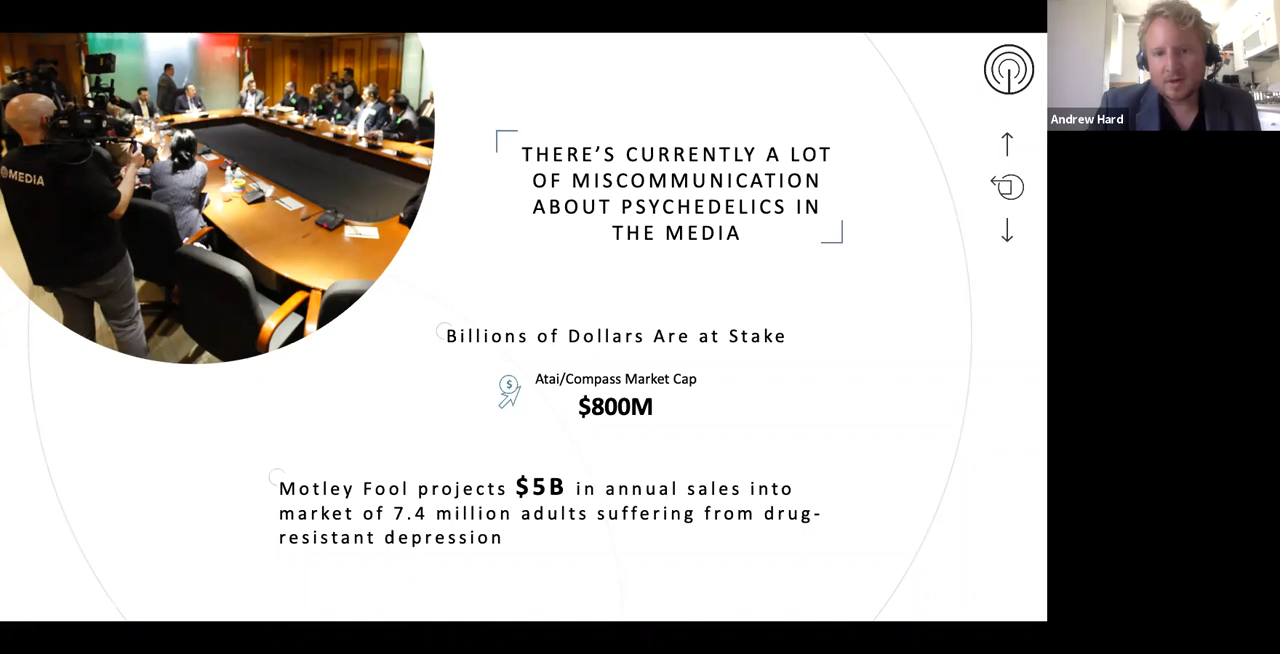 MEDIA
THERE’S CURRENTLY A LOT
OF MISCOMMUNICATION
ABOUT PSYCHEDELICS IN
THE MEDIA
Billions of Dollars Are at Stake
$
Atai/Compass Market Cap
$800M
Motley Fool projects $5B in annual sales into
market of 7.4 million adults suffering from drug-
resistant depression
Andrew Hard